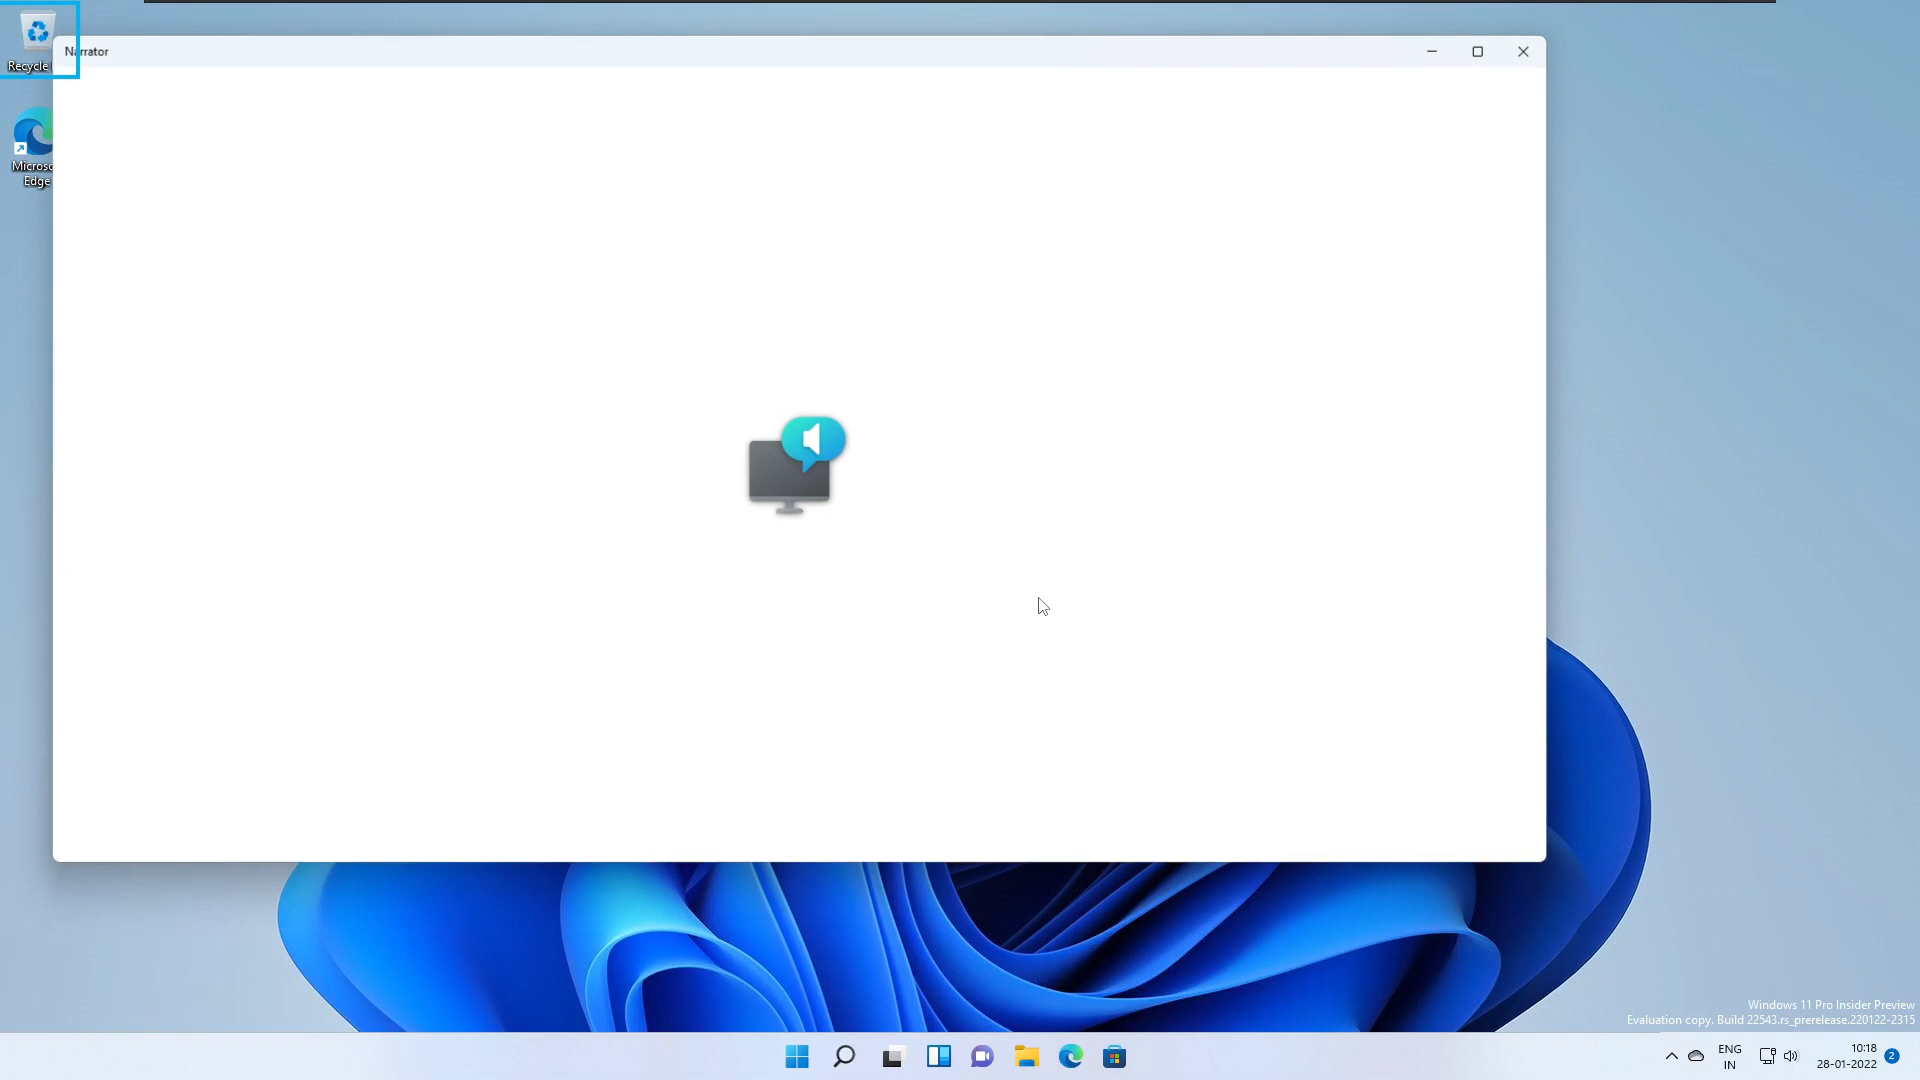 Recycle
Narrator
Microso
Edge
Windows 11 Pro Insider Preview
Evaluation copy. Build 22543.rs_prerelease.220122-2315
ENG
IN
10:18
28-01-2022
2